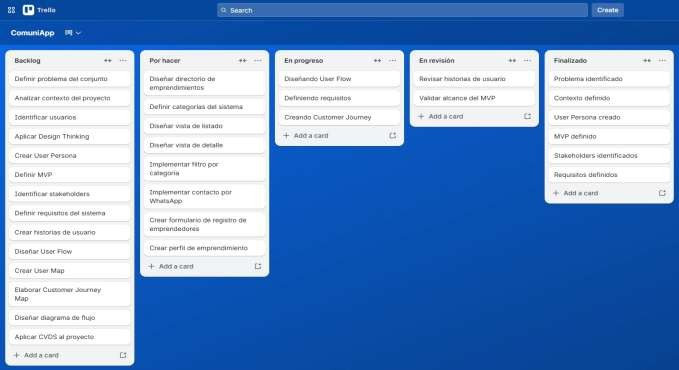 Trello
Search
Create
ComuniApp
Backlog
Definir problema del conjunto
Analizar contexto del proyecto
Identificar usuarios
Aplicar Design Thinking
Crear User Persona
Definir MVP
Identificar stakeholders
Definir requisitos del sistema
Crear historias de usuario
Diseñar User Flow
Crear User Map
Elaborar Customer Journey
Map
Diseñar diagrama de flujo
Aplicar CVDS al proyecto
+ Add a card
Por hacer
Diseñar directorio de
emprendimientos
Definir categorías del sistema
Diseñar vista de listado
Diseñar vista de detalle
Implementar filtro por
categoría
Implementar contacto por
WhatsApp
Crear formulario de registro de
emprendedores
Crear perfil de emprendimiento
+ Add a card
En progreso
Diseñando User Flow
Definiendo requisitos
Creando Customer Journey
+ Add a card
En revisión
Revisar historias de usuario
Validar alcance del MVP
+ Add a card
Finalizado
Problema identificado
Contexto definido
User Persona creado
MVP definido
Stakeholders identificados
Requisitos definidos
+ Add a card